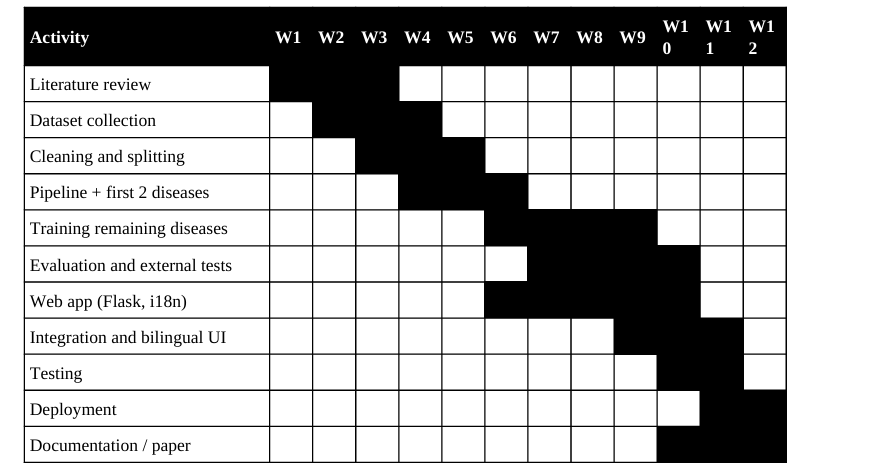 Activity W1 W2 W3 W4 W5 W6 W7 W8 W9 W10 W11 W12
Literature review
Dataset collection
Cleaning and splitting
Pipeline + first 2 diseases
Training remaining diseases
Evaluation and external tests
Web app (Flask, i18n)
Integration and bilingual UI
Testing
Deployment
Documentation / paper